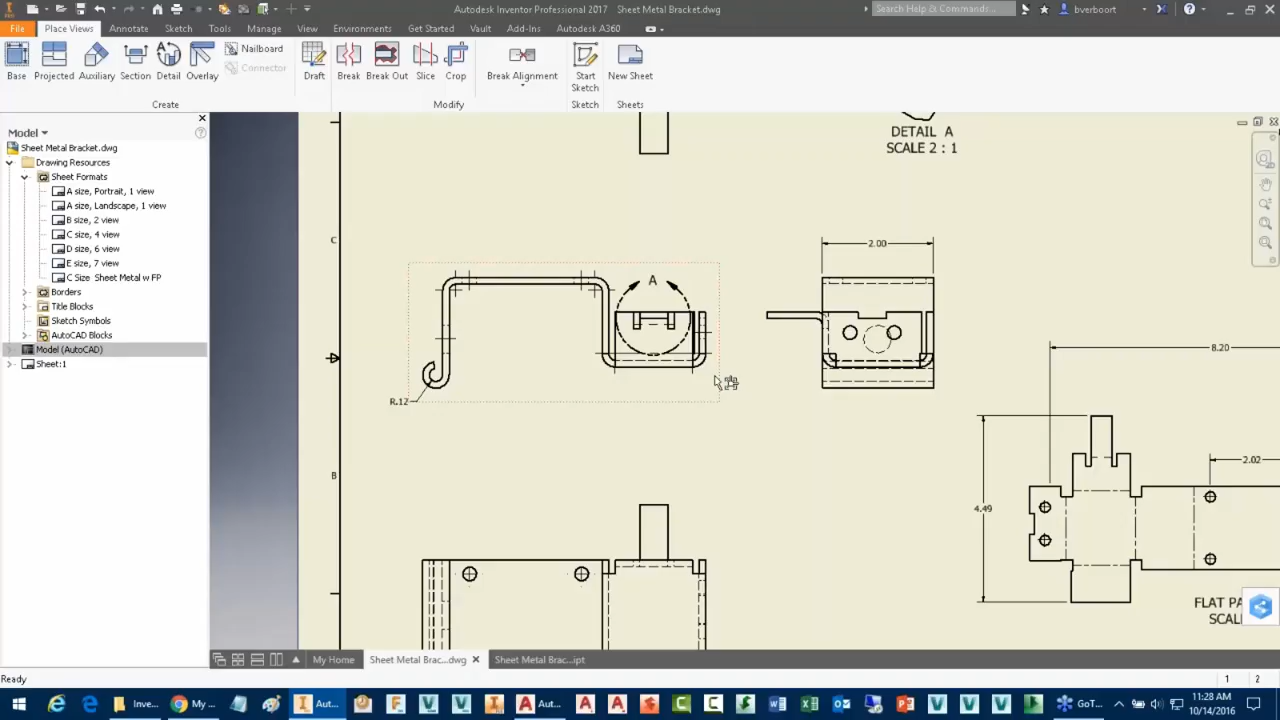 Autodesk Inventor Professional 2017 Sheet Metal Bracket.dwg
Search Help & Commands...
bverboort
File Place Views Annotate Sketch Tools Manage View Environments Get Started Vault Add-Ins Autodesk A360
Base Projected Auxiliary Section Detail Overlay
Nailboard
Connector
Draft Break Break Out Slice Crop Break Alignment Start Sketch New Sheet
Create Modify Sketch Sheets
Model
Sheet Metal Bracket.dwg
Drawing Resources
Sheet Formats
A size, Portrait, 1 view
A size, Landscape, 1 view
B size, 2 view
C size, 4 view
D size, 6 view
E size, 7 view
C Size Sheet Metal w FP
Borders
Title Blocks
Sketch Symbols
AutoCAD Blocks
Model (AutoCAD)
Sheet:1
DETAIL A
SCALE 2 : 1
C
2.00
A
8.20
R.12
B
2.02
4.49
FLAT PA
SCAL
My Home Sheet Metal Brac...dwg Sheet Metal Brac...ipt
Ready
1 2
Inve... My ... Aut... Aut... GoT...
11:28 AM
10/14/2016